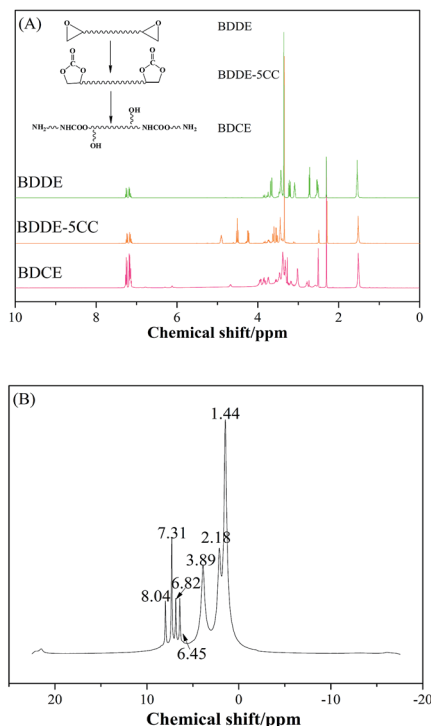 (A)
BDDE
O
O
O
O
O
O
O
O
BDDE-5CC
OH
NH₂
NHCOO
NHCOO
NH₂
OH
BDCE
BDDE
BDDE-5CC
BDCE
10
8
6
4
2
0
Chemical shift/ppm
(B)
1.44
7.31
2.18
3.89
6.82
8.04
6.45
20
10
0
-10
-20
Chemical shift/ppm